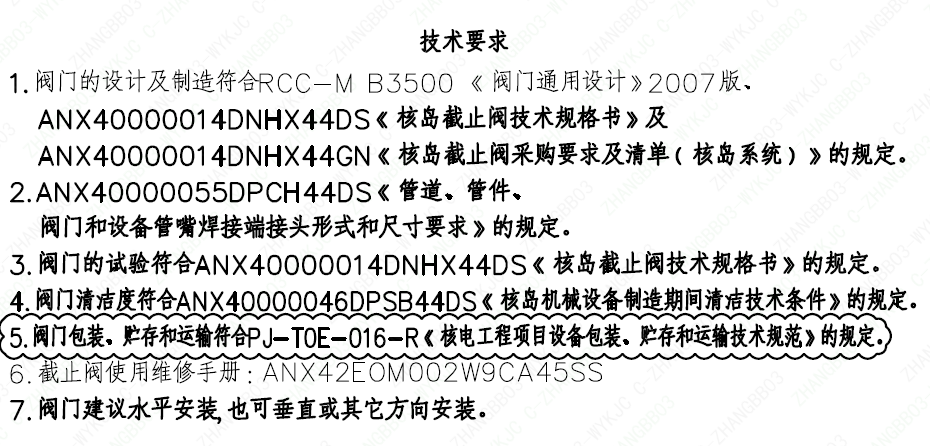 技术要求
1. 阀门的设计及制造符合RCC-M B3500 《阀门通用设计》2007版、
ANX40000014DNHX44DS《核岛截止阀技术规格书》及
ANX40000014DNHX44GN《核岛截止阀采购要求及清单(核岛系统)》的规定。
2. ANX40000055DPCH44DS《管道、管件、
阀门和设备管嘴焊接端接头形式和尺寸要求》的规定。
3. 阀门的试验符合ANX40000014DNHX44DS《核岛截止阀技术规格书》的规定。
4. 阀门清洁度符合ANX40000046DPSB44DS《核岛机械设备制造期间清洁技术条件》的规定。
5. 阀门包装、贮存和运输符合PJ-TOE-016-R《核电工程项目设备包装、贮存和运输技术规范》的规定。
6. 截止阀使用维修手册: ANX42EOM002W9CA45SS
7. 阀门建议水平安装,也可垂直或其它方向安装。